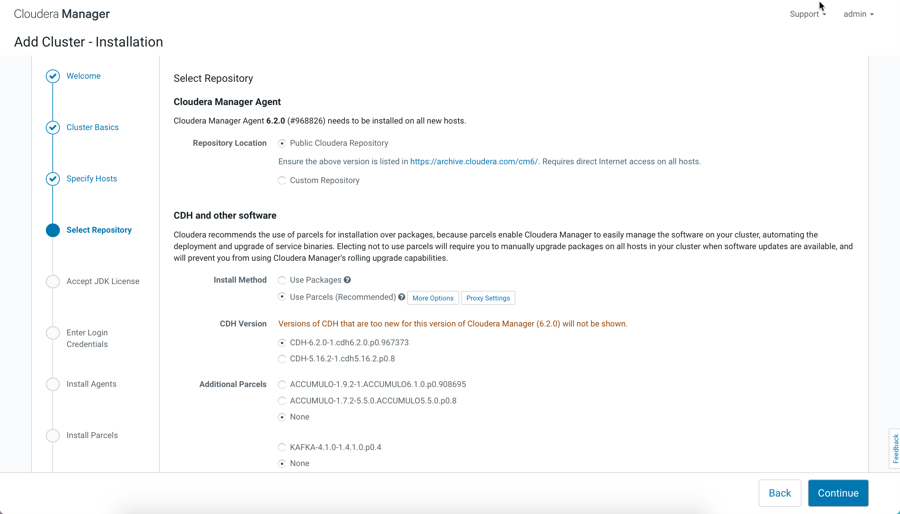 Cloudera Manager
Support
admin
Add Cluster - Installation
Welcome
Cluster Basics
Specify Hosts
Select Repository
Accept JDK License
Enter Login
Credentials
Install Agents
Install Parcels
Select Repository
Cloudera Manager Agent
Cloudera Manager Agent 6.2.0 (#968826) needs to be installed on all new hosts.
Repository Location
Public Cloudera Repository
Ensure the above version is listed in https://archive.cloudera.com/cm6/. Requires direct Internet access on all hosts.
Custom Repository
CDH and other software
Cloudera recommends the use of parcels for installation over packages, because parcels enable Cloudera Manager to easily manage the software on your cluster, automating the
deployment and upgrade of service binaries. Electing not to use parcels will require you to manually upgrade packages on all hosts in your cluster when software updates are available, and
will prevent you from using Cloudera Manager's rolling upgrade capabilities.
Install Method
Use Packages ?
Use Parcels (Recommended) ? More Options Proxy Settings
CDH Version
Versions of CDH that are too new for this version of Cloudera Manager (6.2.0) will not be shown.
CDH-6.2.0-1.cdh6.2.0.p0.967373
CDH-5.16.2-1.cdh5.16.2.p0.8
Additional Parcels
ACCUMULO-1.9.2-1.ACCUMULO6.1.0.p0.908695
ACCUMULO-1.7.2-5.5.0.ACCUMULO5.5.0.p0.8
None
KAFKA-4.1.0-1.4.1.0.p0.4
None
Feedback
Back
Continue